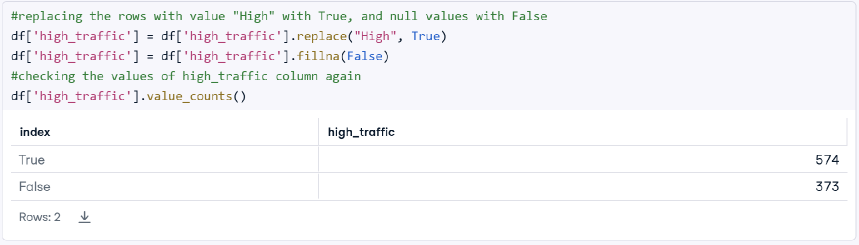 #replacing the rows with value "High" with True, and null values with False
df['high_traffic'] = df['high_traffic'].replace("High", True)
df['high_traffic'] = df['high_traffic'].fillna(False)
#checking the values of high_traffic column again
df['high_traffic'].value_counts()
index high_traffic
True 574
False 373
Rows: 2